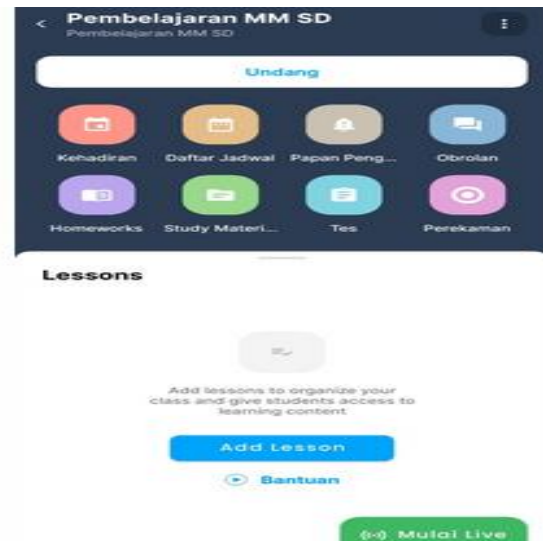 Pembelajaran MM SD
Pembelajaran MM SD
Undang
Kehadiran Daftar Jadwal Papan Peng... Obrolan
Homeworks Study Materi... Tes Perekaman
Lessons
Add lessons to organize your
class and give students access to
learning content
Add Lesson
Bantuan
Mulai Live